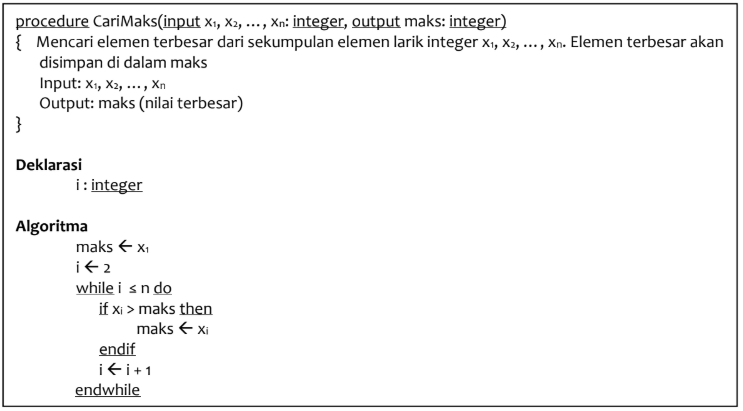 procedure CariMaks(input x₁, x₂, ..., xₙ: integer, output maks: integer)
{ Mencari elemen terbesar dari sekumpulan elemen larik integer x₁, x₂, ..., xₙ. Elemen terbesar akan
disimpan di dalam maks
Input: x₁, x₂, ..., xₙ
Output: maks (nilai terbesar)
}
Deklarasi
i : integer
Algoritma
maks ← x₁
i ← 2
while i ≤ n do
if xᵢ > maks then
maks ← xᵢ
endif
i ← i + 1
endwhile